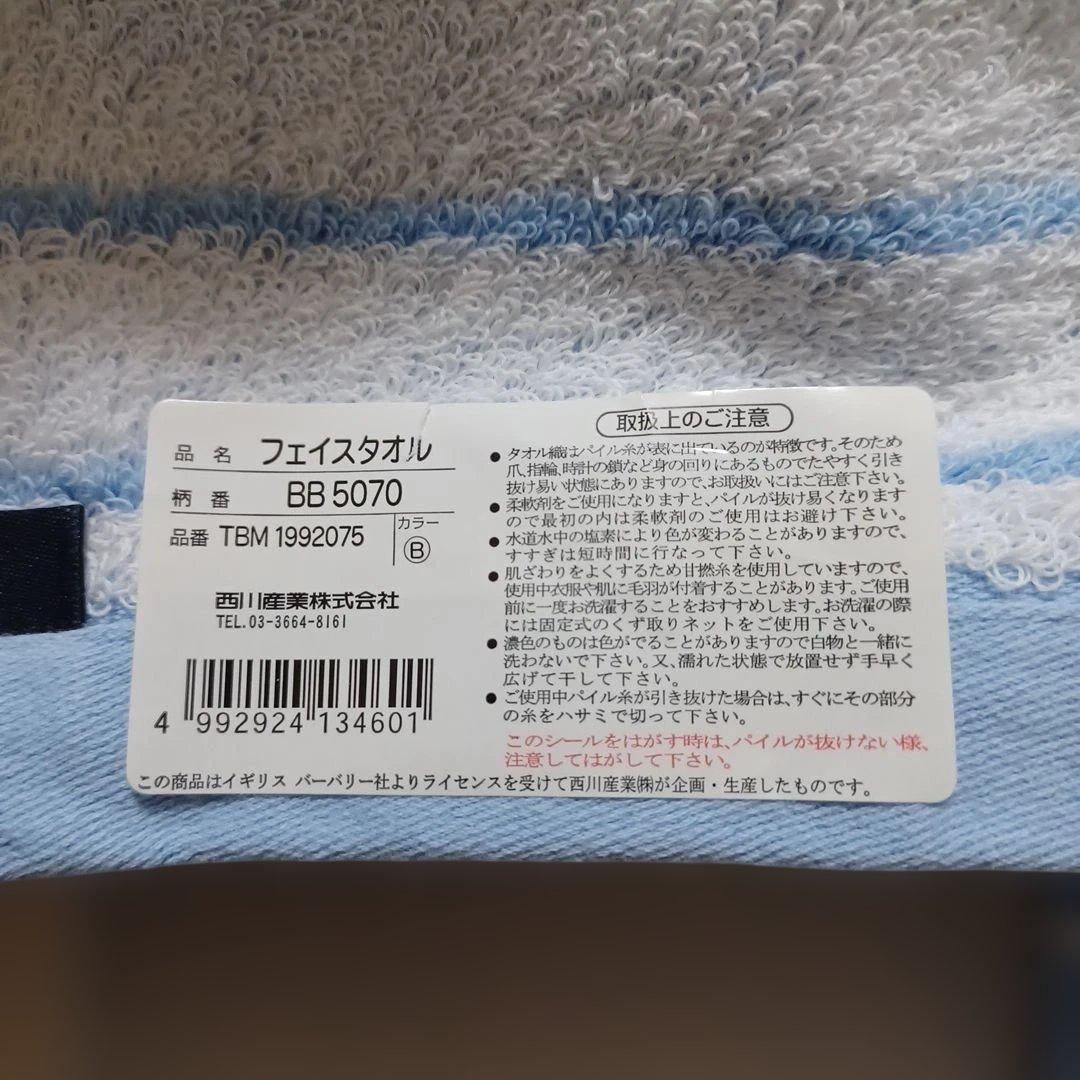 品名 フェイスタオル
柄番 BB5070
品番 TBM 1992075 カラー Ⓑ
西川産業株式会社
TEL.03-3664-8161
4 992924 134601
取扱上のご注意
● タオル織はパイル糸が表に出ているのが特徴です。そのため
爪、指輪、時計の鎖など身の回りにあるものでたやすく引き
抜け易い状態にありますので、お取扱いにはご注意下さい。
● 柔軟剤をご使用になりますと、パイルが抜け易くなります
ので最初の内は柔軟剤のご使用はお避け下さい。
● 水道水中の塩素により色が変わることがありますので、
すすぎは短時間に行なって下さい。
● 肌ざわりをよくするため甘撚糸を使用していますので、
使用中衣服や肌に毛羽が付着することがあります。ご使用
前に一度お洗濯することをおすすめします。お洗濯の際
には固定式のくず取りネットをご使用下さい。
● 濃色のものは色がでることがありますので白物と一緒に
洗わないで下さい。又、濡れた状態で放置せず手早く
広げて干して下さい。
● ご使用中パイル糸が引き抜けた場合は、すぐにその部分
の糸をハサミで切って下さい。
このシールをはがす時は、パイルが抜けない様、
注意してはがして下さい。
この商品はイギリス バーバリー社よりライセンスを受けて西川産業㈱が企画・生産したものです。